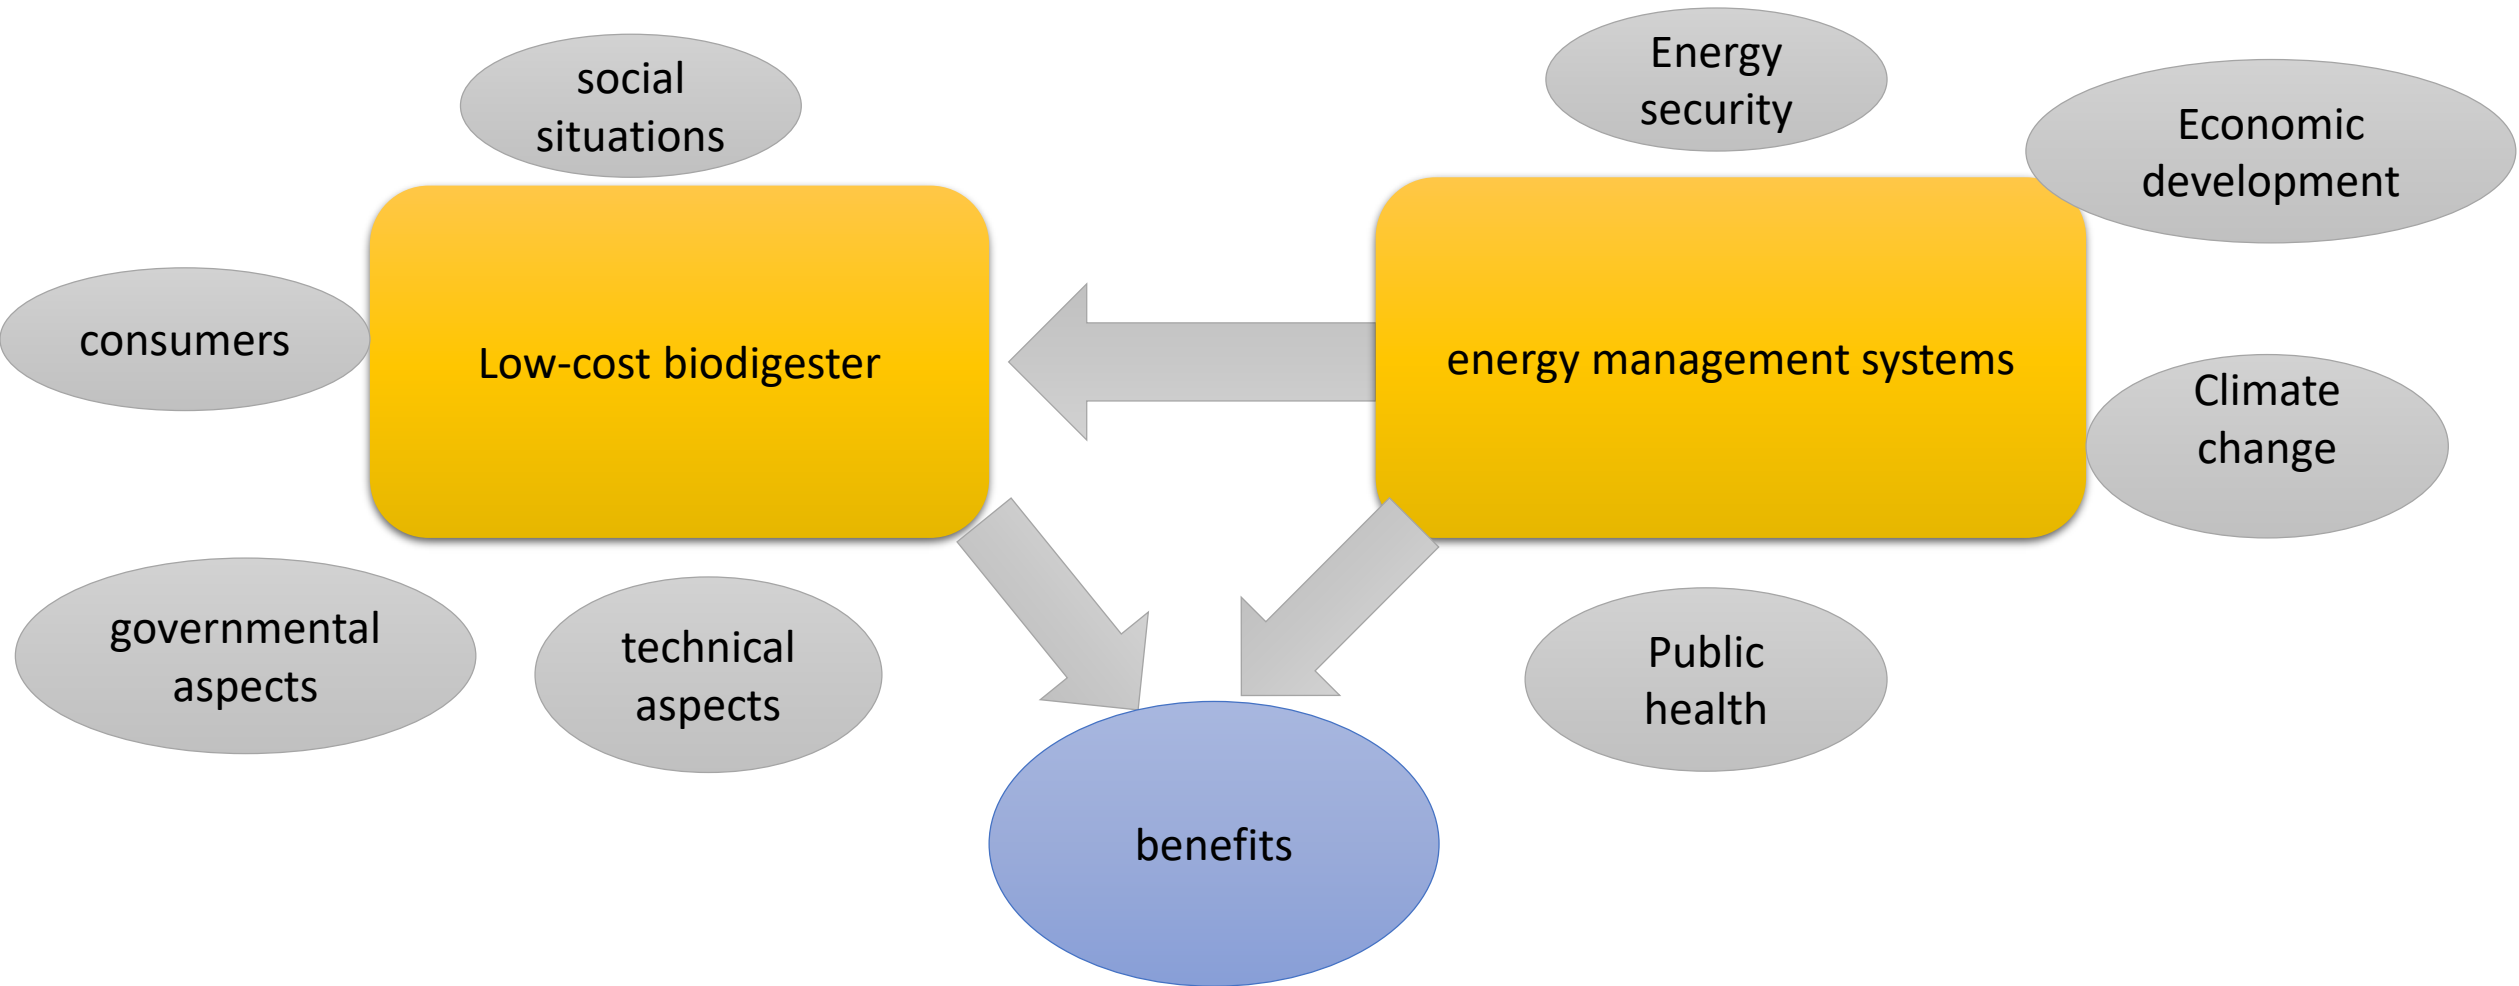 social
situations
Energy
security
Economic
development
consumers
Low-cost biodigester
energy management systems
Climate
change
governmental
aspects
technical
aspects
Public
health
benefits